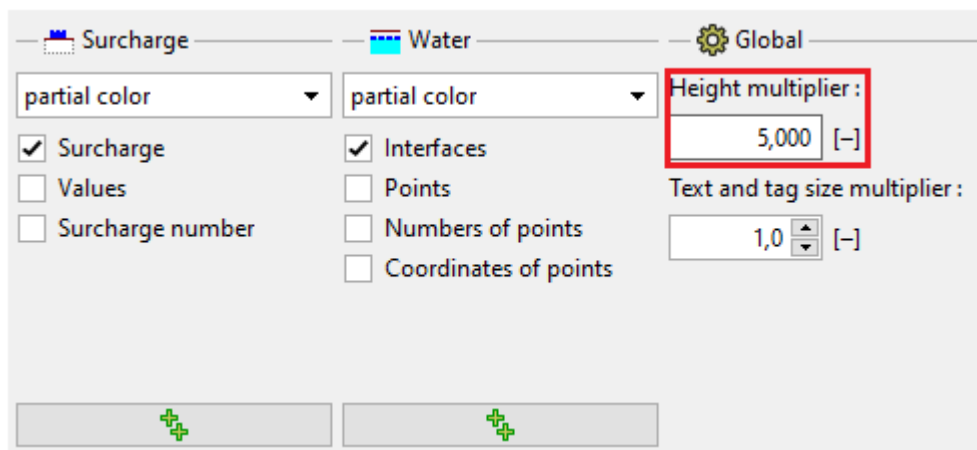 Surcharge
partial color
Surcharge
Values
Surcharge number
Water
partial color
Interfaces
Points
Numbers of points
Coordinates of points
Global
Height multiplier :
5,000 [–]
Text and tag size multiplier :
1,0 [–]